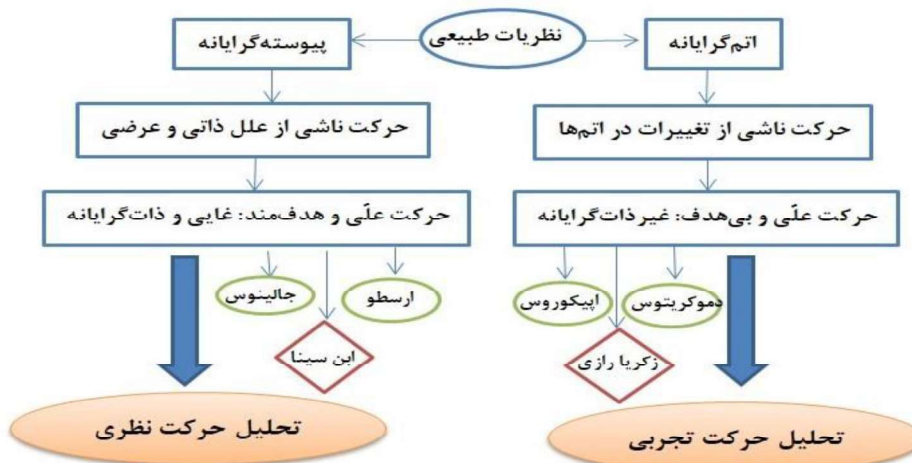 نظریات طبیعی
اتم‌گرایانه
پیوسته‌گرایانه
حرکت ناشی از تغییرات در اتم‌ها
حرکت ناشی از علل ذاتی و عرضی
حرکت علّی و بی‌هدف: غیرذات‌گرایانه
حرکت علّی و هدف‌مند: غایی و ذات‌گرایانه
دموکریتوس
اپیکوروس
ارسطو
جالینوس
زکریا رازی
ابن سینا
تحلیل حرکت تجربی
تحلیل حرکت نظری